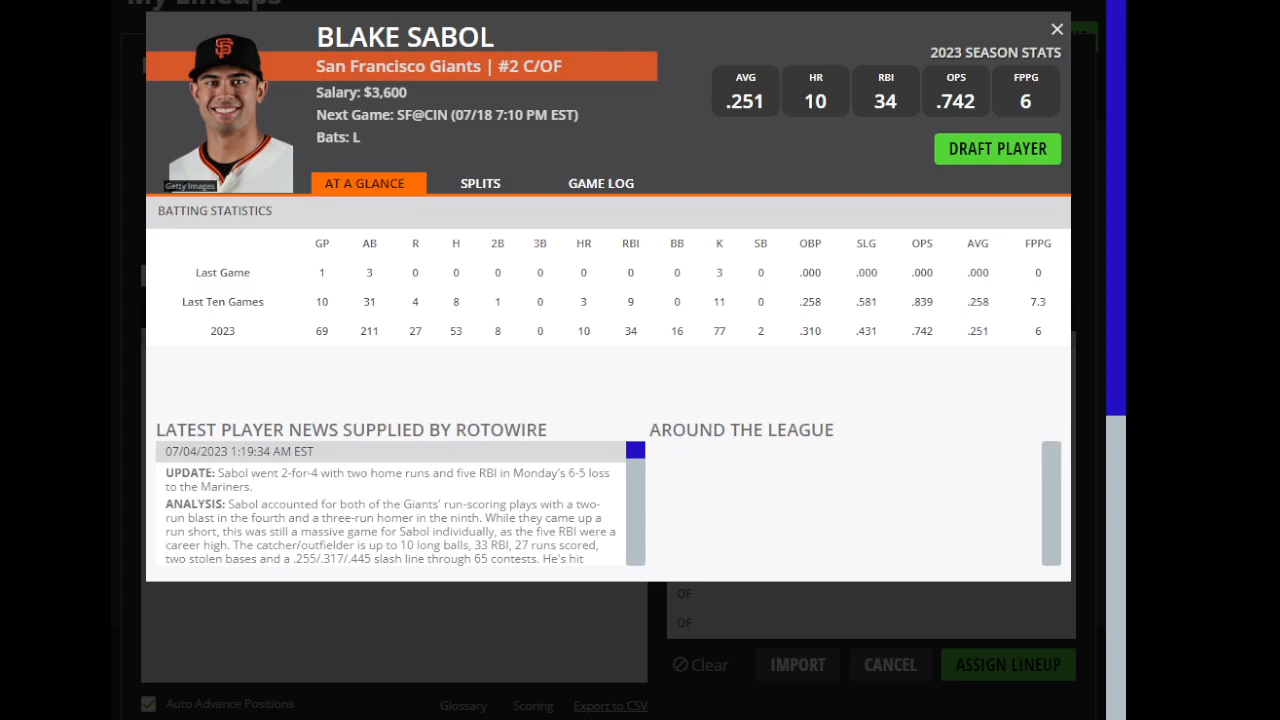 My Lineups
BLAKE SABOL
San Francisco Giants | #2 C/OF
Salary: $3,600
Next Game: SF@CIN (07/18 7:10 PM EST)
Bats: L
Getty Images
×
2023 SEASON STATS
AVG HR RBI OPS FPPG
.251 10 34 .742 6
DRAFT PLAYER
AT A GLANCE SPLITS GAME LOG
BATTING STATISTICS
GP AB R H 2B 3B HR RBI BB K SB OBP SLG OPS AVG FPPG
Last Game 1 3 0 0 0 0 0 0 0 3 0 .000 .000 .000 .000 0
Last Ten Games 10 31 4 8 1 0 3 9 0 11 0 .258 .581 .839 .258 7.3
2023 69 211 27 53 8 0 10 34 16 77 2 .310 .431 .742 .251 6
LATEST PLAYER NEWS SUPPLIED BY ROTOWIRE
07/04/2023 1:19:34 AM EST
UPDATE: Sabol went 2-for-4 with two home runs and five RBI in Monday's 6-5 loss
to the Mariners.
ANALYSIS: Sabol accounted for both of the Giants' run-scoring plays with a two-
run blast in the fourth and a three-run homer in the ninth. While they came up a
run short, this was still a massive game for Sabol individually, as the five RBI were a
career high. The catcher/outfielder is up to 10 long balls, 33 RBI, 27 runs scored,
two stolen bases and a .255/.317/.445 slash line through 65 contests. He's hit
AROUND THE LEAGUE
OF
OF
Clear IMPORT CANCEL ASSIGN LINEUP
Auto Advance Positions Glossary Scoring Export to CSV